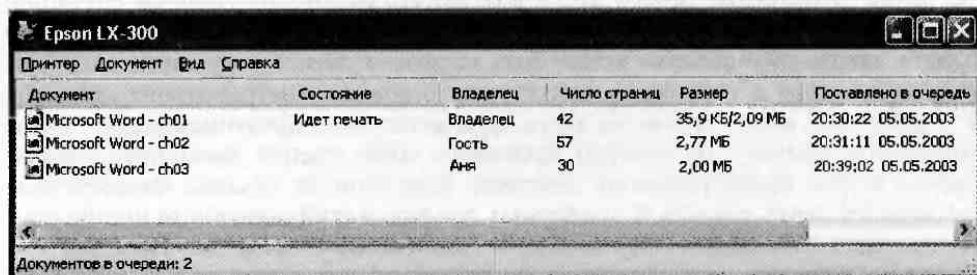 Epson LX-300
Принтер Документ Вид Справка
Документ Состояние Владелец Число страниц Размер Поставлено в очередь
Microsoft Word - ch01 Идет печать Владелец 42 35,9 КБ/2,09 МБ 20:30:22 05.05.2003
Microsoft Word - ch02 Гость 57 2,77 МБ 20:31:11 05.05.2003
Microsoft Word - ch03 Аня 30 2,00 МБ 20:39:02 05.05.2003
Документов в очереди: 2